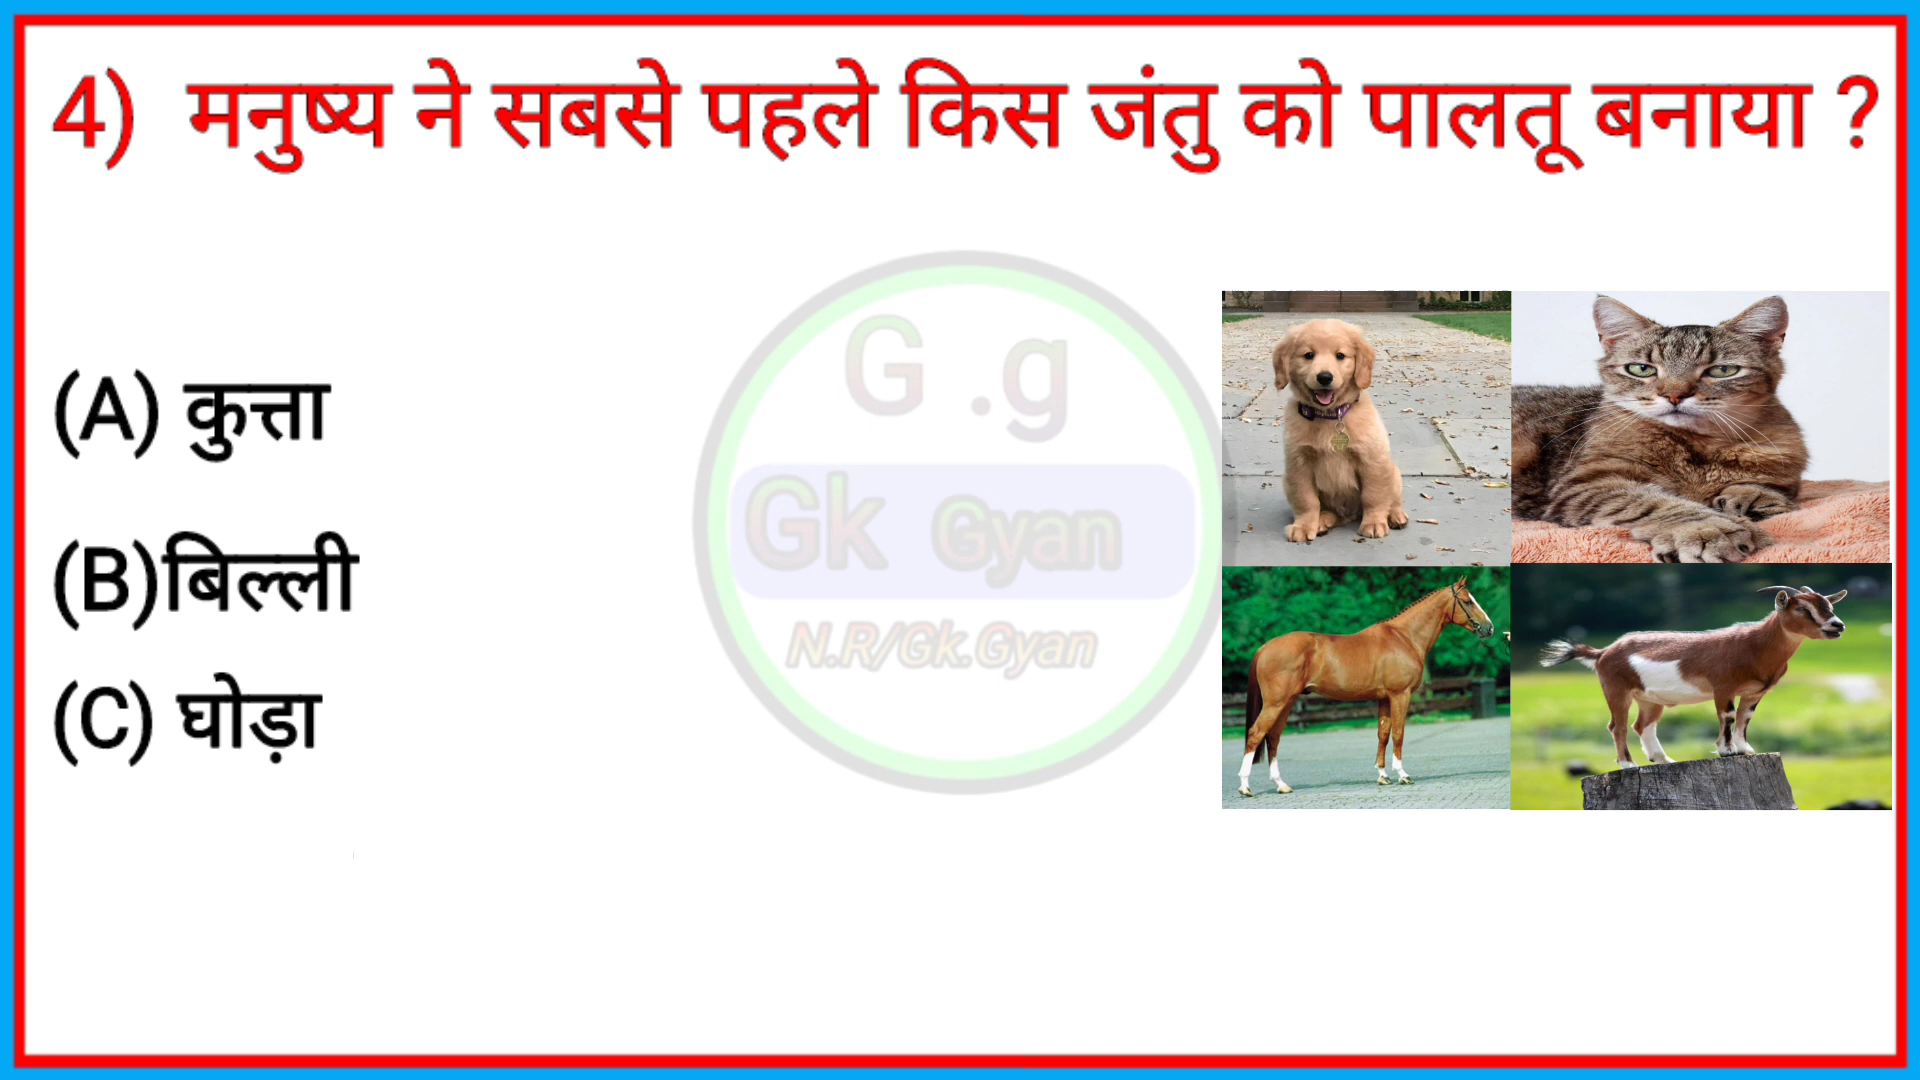 4) मनुष्य ने सबसे पहले किस जंतु को पालतू बनाया ?
G .g
(A) कुत्ता
Gk Gyan
(B)बिल्ली
N.R/Gk.Gyan
(C) घोड़ा